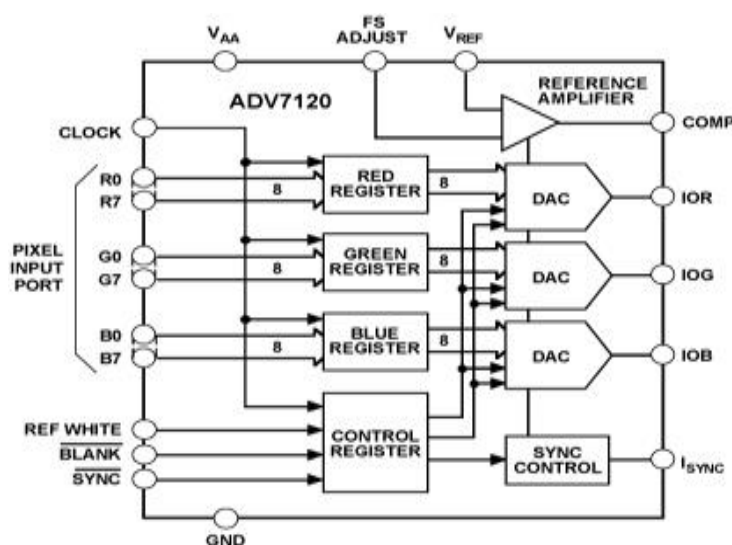 FS
ADJUST
VAA
VREF
ADV7120
REFERENCE
AMPLIFIER
CLOCK
COMP
R0
8
RED
REGISTER
8
DAC
IOR
R7
PIXEL
INPUT
PORT
G0
8
GREEN
REGISTER
8
DAC
IOG
G7
B0
8
BLUE
REGISTER
8
DAC
IOB
B7
REF WHITE
BLANK
SYNC
CONTROL
REGISTER
SYNC
CONTROL
ISYNC
GND